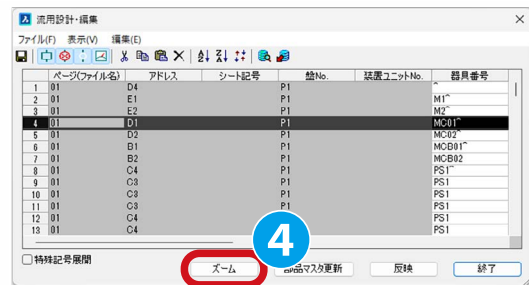 流用設計・編集
ファイル(F) 表示(V) 編集(E)
ページ(ファイル名) アドレス シート記号 盤No. 装置ユニットNo. 器具番号
1 01 D4 P1 ^
2 01 E1 P1 M1^
3 01 E2 P1 M2^
4 01 D1 P1 MC01^
5 01 D2 P1 MC02^
6 01 B1 P1 MCB01^
7 01 B2 P1 MCB02
8 01 C4 P1 PS1^
9 01 C3 P1 PS1
10 01 C3 P1 PS1
11 01 C3 P1 PS1
12 01 C4 P1 PS1
13 01 C4 P1 PS1
4
特殊記号展開 ズーム 部品マスタ更新 反映 終了